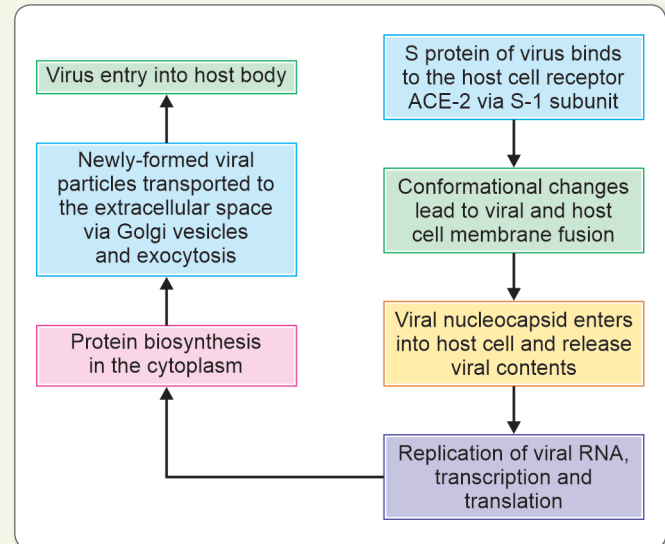 S protein of virus binds
to the host cell receptor
ACE-2 via S-1 subunit
Conformational changes
lead to viral and host
cell membrane fusion
Viral nucleocapsid enters
into host cell and release
viral contents
Replication of viral RNA,
transcription and
translation
Protein biosynthesis
in the cytoplasm
Newly-formed viral
particles transported to
the extracellular space
via Golgi vesicles
and exocytosis
Virus entry into host body